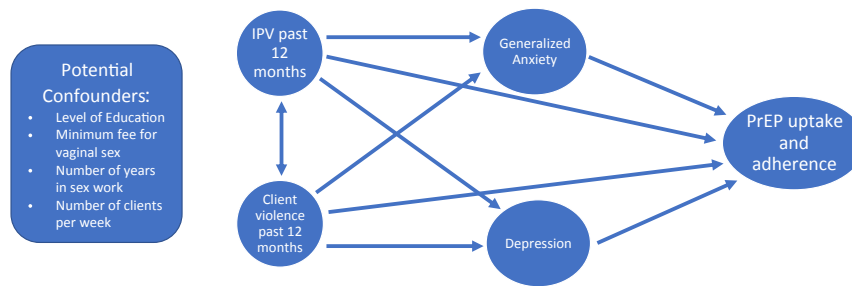 Potential
Confounders:
• Level of Education
• Minimum fee for
vaginal sex
• Number of years
in sex work
• Number of clients
per week
IPV past
12
months
Client
violence
past 12
months
Generalized
Anxiety
Depression
PrEP uptake
and
adherence